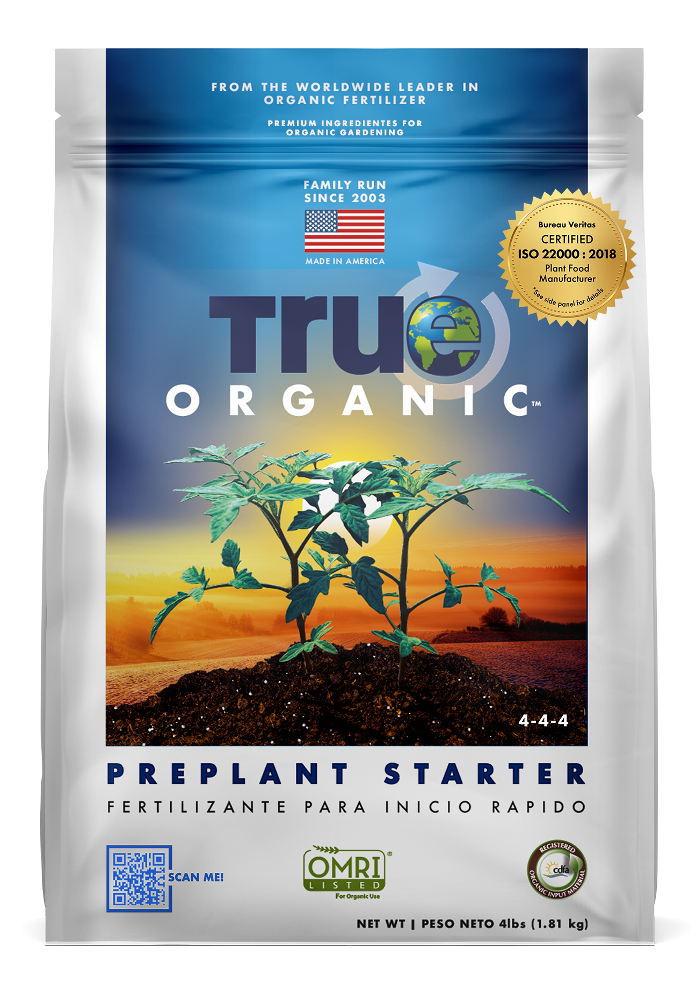 FROM THE WORLDWIDE LEADER IN
ORGANIC FERTILIZER
PREMIUM INGREDIENTES FOR
ORGANIC GARDENING
FAMILY RUN
SINCE 2003
MADE IN AMERICA
Bureau Veritas
CERTIFIED
ISO 22000 : 2018
Plant Food
Manufacturer
*See side panel for details
True
ORGANIC™
4-4-4
PREPLANT STARTER
FERTILIZANTE PARA INICIO RAPIDO
SCAN ME!
OMRI®
LISTED
For Organic Use
REGISTERED
cdfa
ORGANIC INPUT MATERIAL
NET WT | PESO NETO 4lbs (1.81 kg)